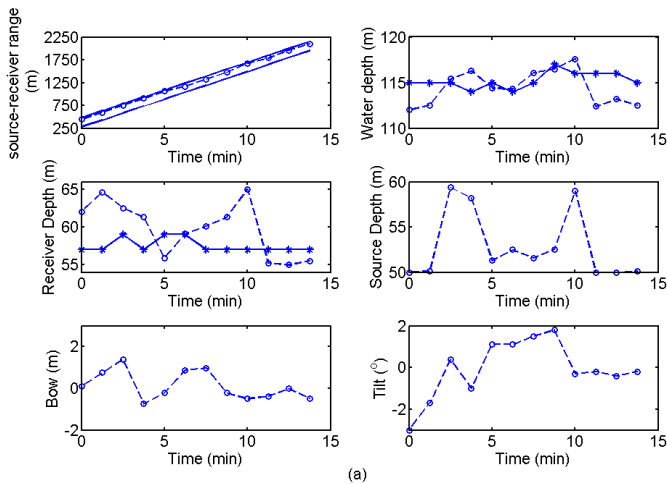 source-receiver range
(m)
2250
1750
1250
750
250
0 5 10 15
Time (min)
Water depth (m)
120
115
110
0 5 10 15
Time (min)
Receiver Depth (m)
65
60
55
0 5 10 15
Time (min)
Source Depth (m)
60
55
50
0 5 10 15
Time (min)
Bow (m)
2
0
-2
0 5 10 15
Time (min)
Tilt (°)
2
0
-2
0 5 10 15
Time (min)
(a)